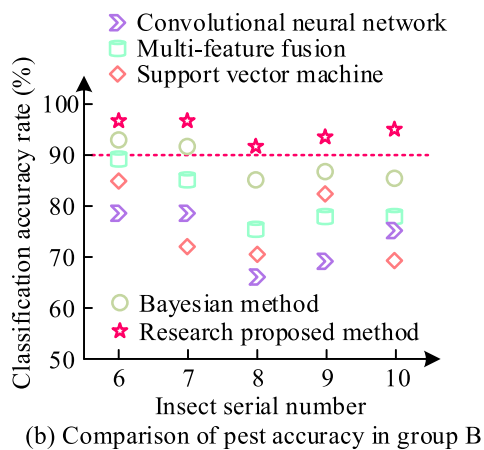 Convolutional neural network
Multi-feature fusion
Support vector machine
Classification accuracy rate (%)
100
90
80
70
60
50
Bayesian method
Research proposed method
6 7 8 9 10
Insect serial number
(b) Comparison of pest accuracy in group B